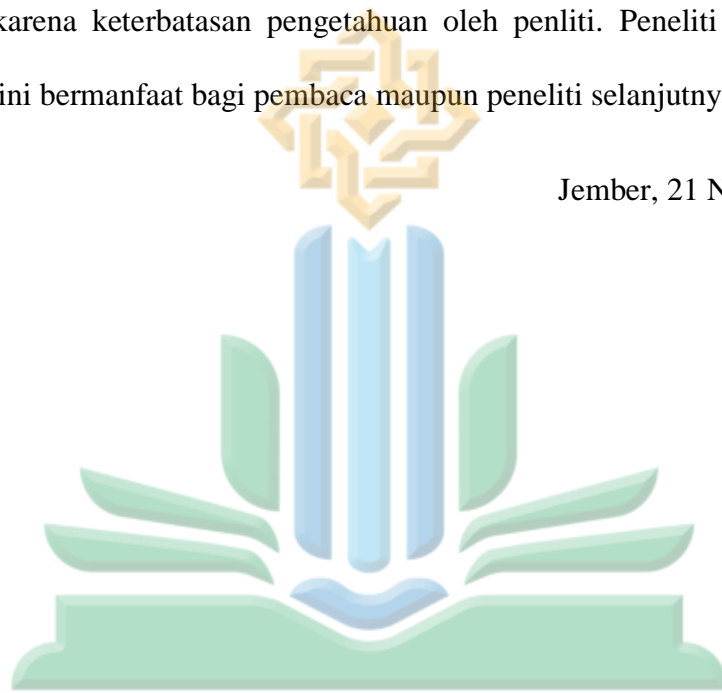 karena keterbatasan pengetahuan oleh penliti. Peneliti
ini bermanfaat bagi pembaca maupun peneliti selanjutny
Jember, 21 N